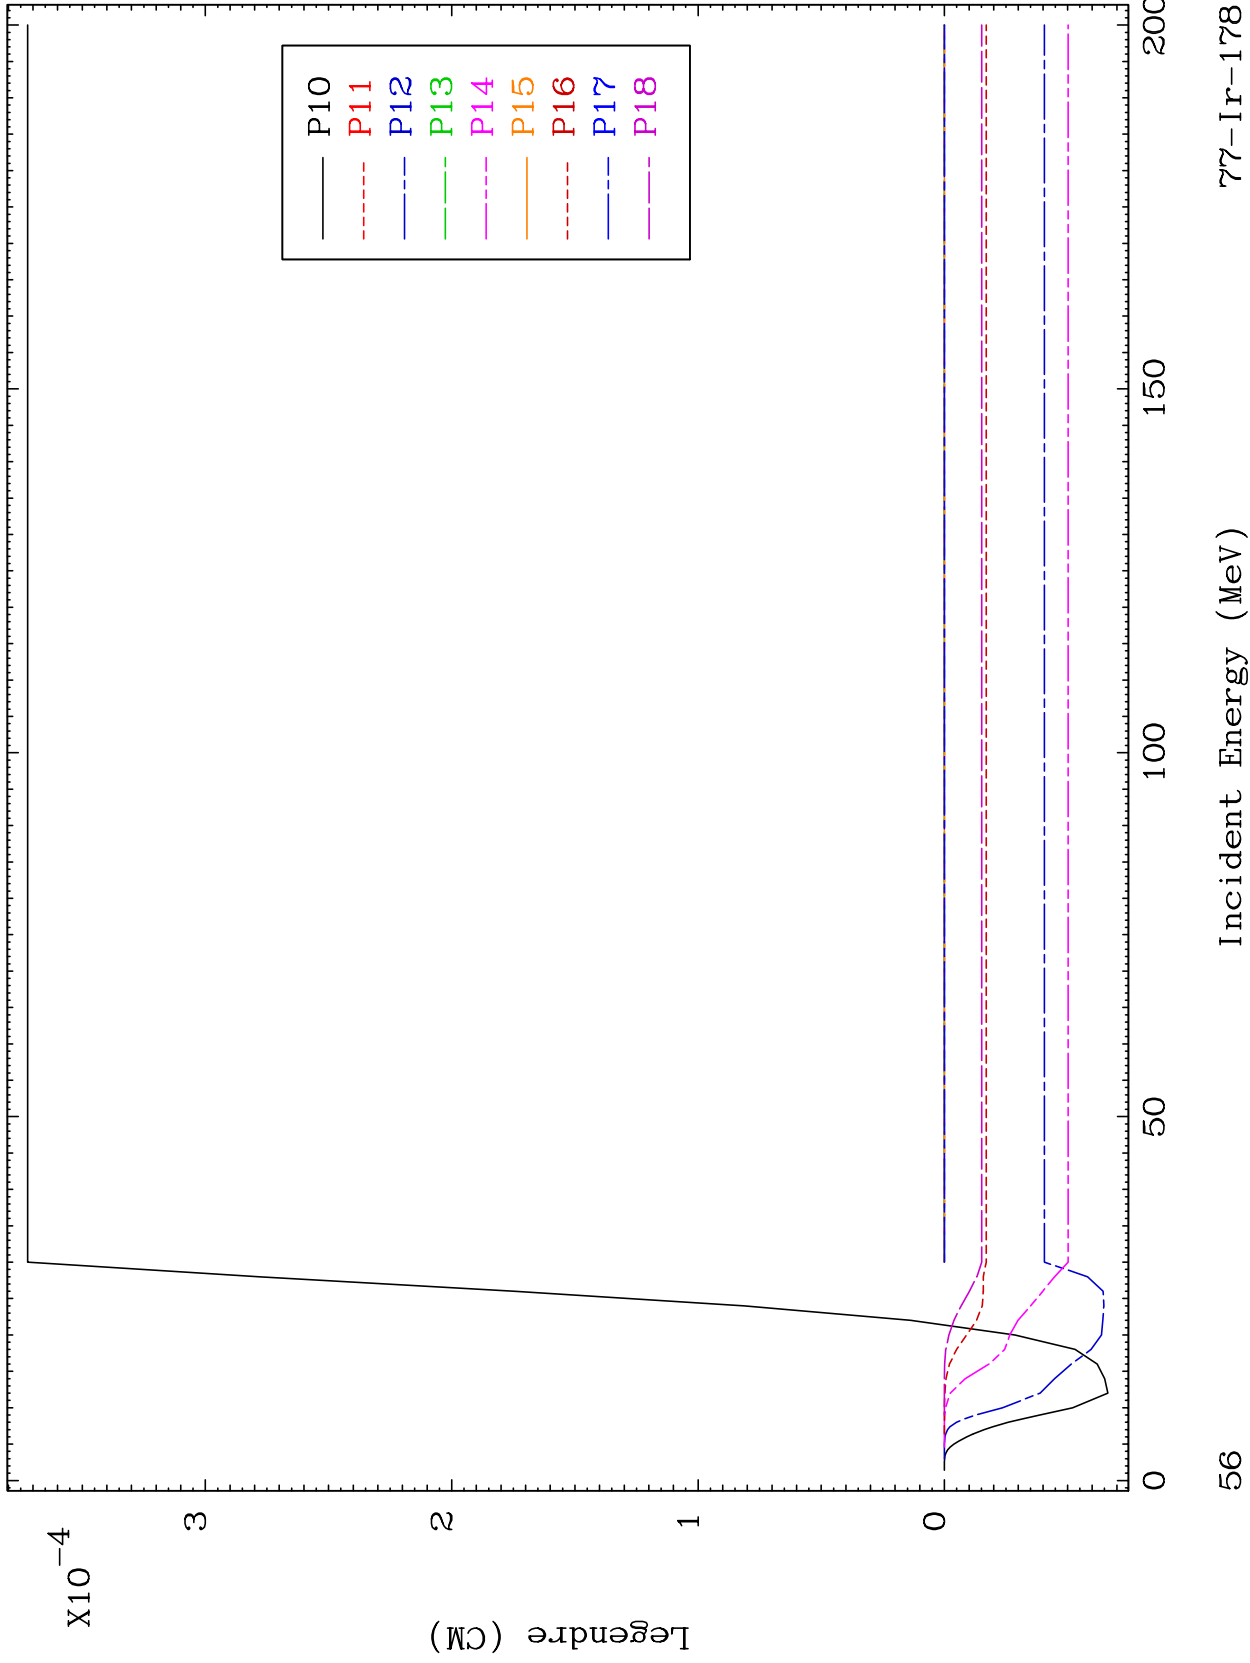 X10-4
3
2
1
0
Legendre (CM)
P10
P11
P12
P13
P14
P15
P16
P17
P18
0
50
100
150
200
56
Incident Energy (MeV)
77-Ir-178